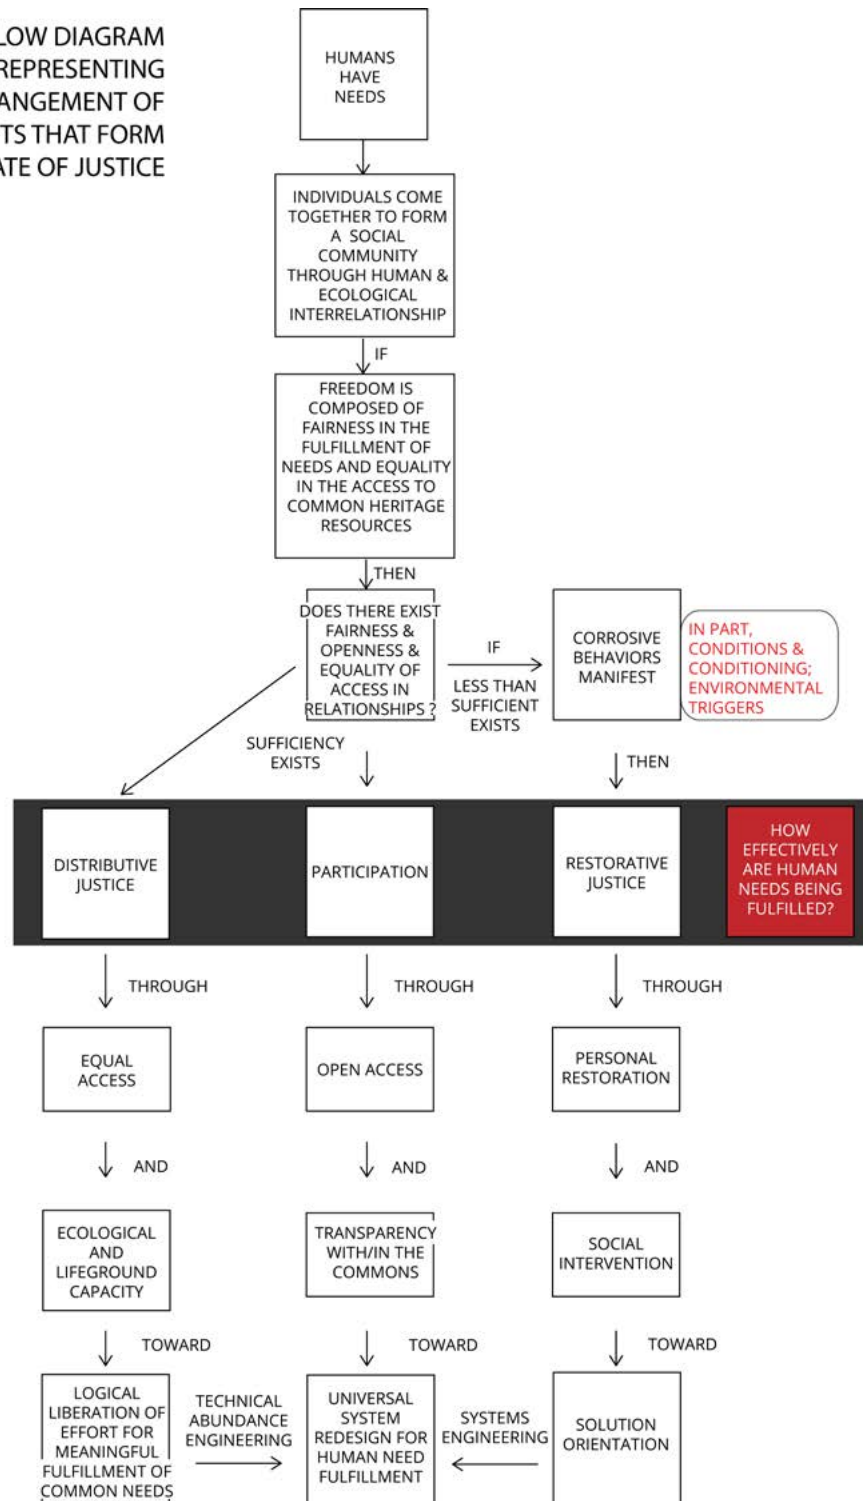 LOW DIAGRAM
REPRESENTING
ANGEMENT OF
TS THAT FORM
ATE OF JUSTICE
HUMANS
HAVE
NEEDS
INDIVIDUALS COME
TOGETHER TO FORM
A SOCIAL
COMMUNITY
THROUGH HUMAN &
ECOLOGICAL
INTERRELATIONSHIP
IF
FREEDOM IS
COMPOSED OF
FAIRNESS IN THE
FULFILLMENT OF
NEEDS AND EQUALITY
IN THE ACCESS TO
COMMON HERITAGE
RESOURCES
THEN
DOES THERE EXIST
FAIRNESS &
OPENNESS &
EQUALITY OF
ACCESS IN
RELATIONSHIPS ?
IF
LESS THAN
SUFFICIENT
EXISTS
CORROSIVE
BEHAVIORS
MANIFEST
IN PART,
CONDITIONS &
CONDITIONING;
ENVIRONMENTAL
TRIGGERS
SUFFICIENCY
EXISTS
THEN
DISTRIBUTIVE
JUSTICE
PARTICIPATION
RESTORATIVE
JUSTICE
HOW
EFFECTIVELY
ARE HUMAN
NEEDS BEING
FULFILLED?
THROUGH
THROUGH
THROUGH
EQUAL
ACCESS
OPEN ACCESS
PERSONAL
RESTORATION
AND
AND
AND
ECOLOGICAL
AND
LIFEGROUND
CAPACITY
TRANSPARENCY
WITH/IN THE
COMMONS
SOCIAL
INTERVENTION
TOWARD
TOWARD
TOWARD
LOGICAL
LIBERATION OF
EFFORT FOR
MEANINGFUL
FULFILLMENT OF
COMMON NEEDS
TECHNICAL
ABUNDANCE
ENGINEERING
UNIVERSAL
SYSTEM
REDESIGN FOR
HUMAN NEED
FULFILLMENT
SYSTEMS
ENGINEERING
SOLUTION
ORIENTATION